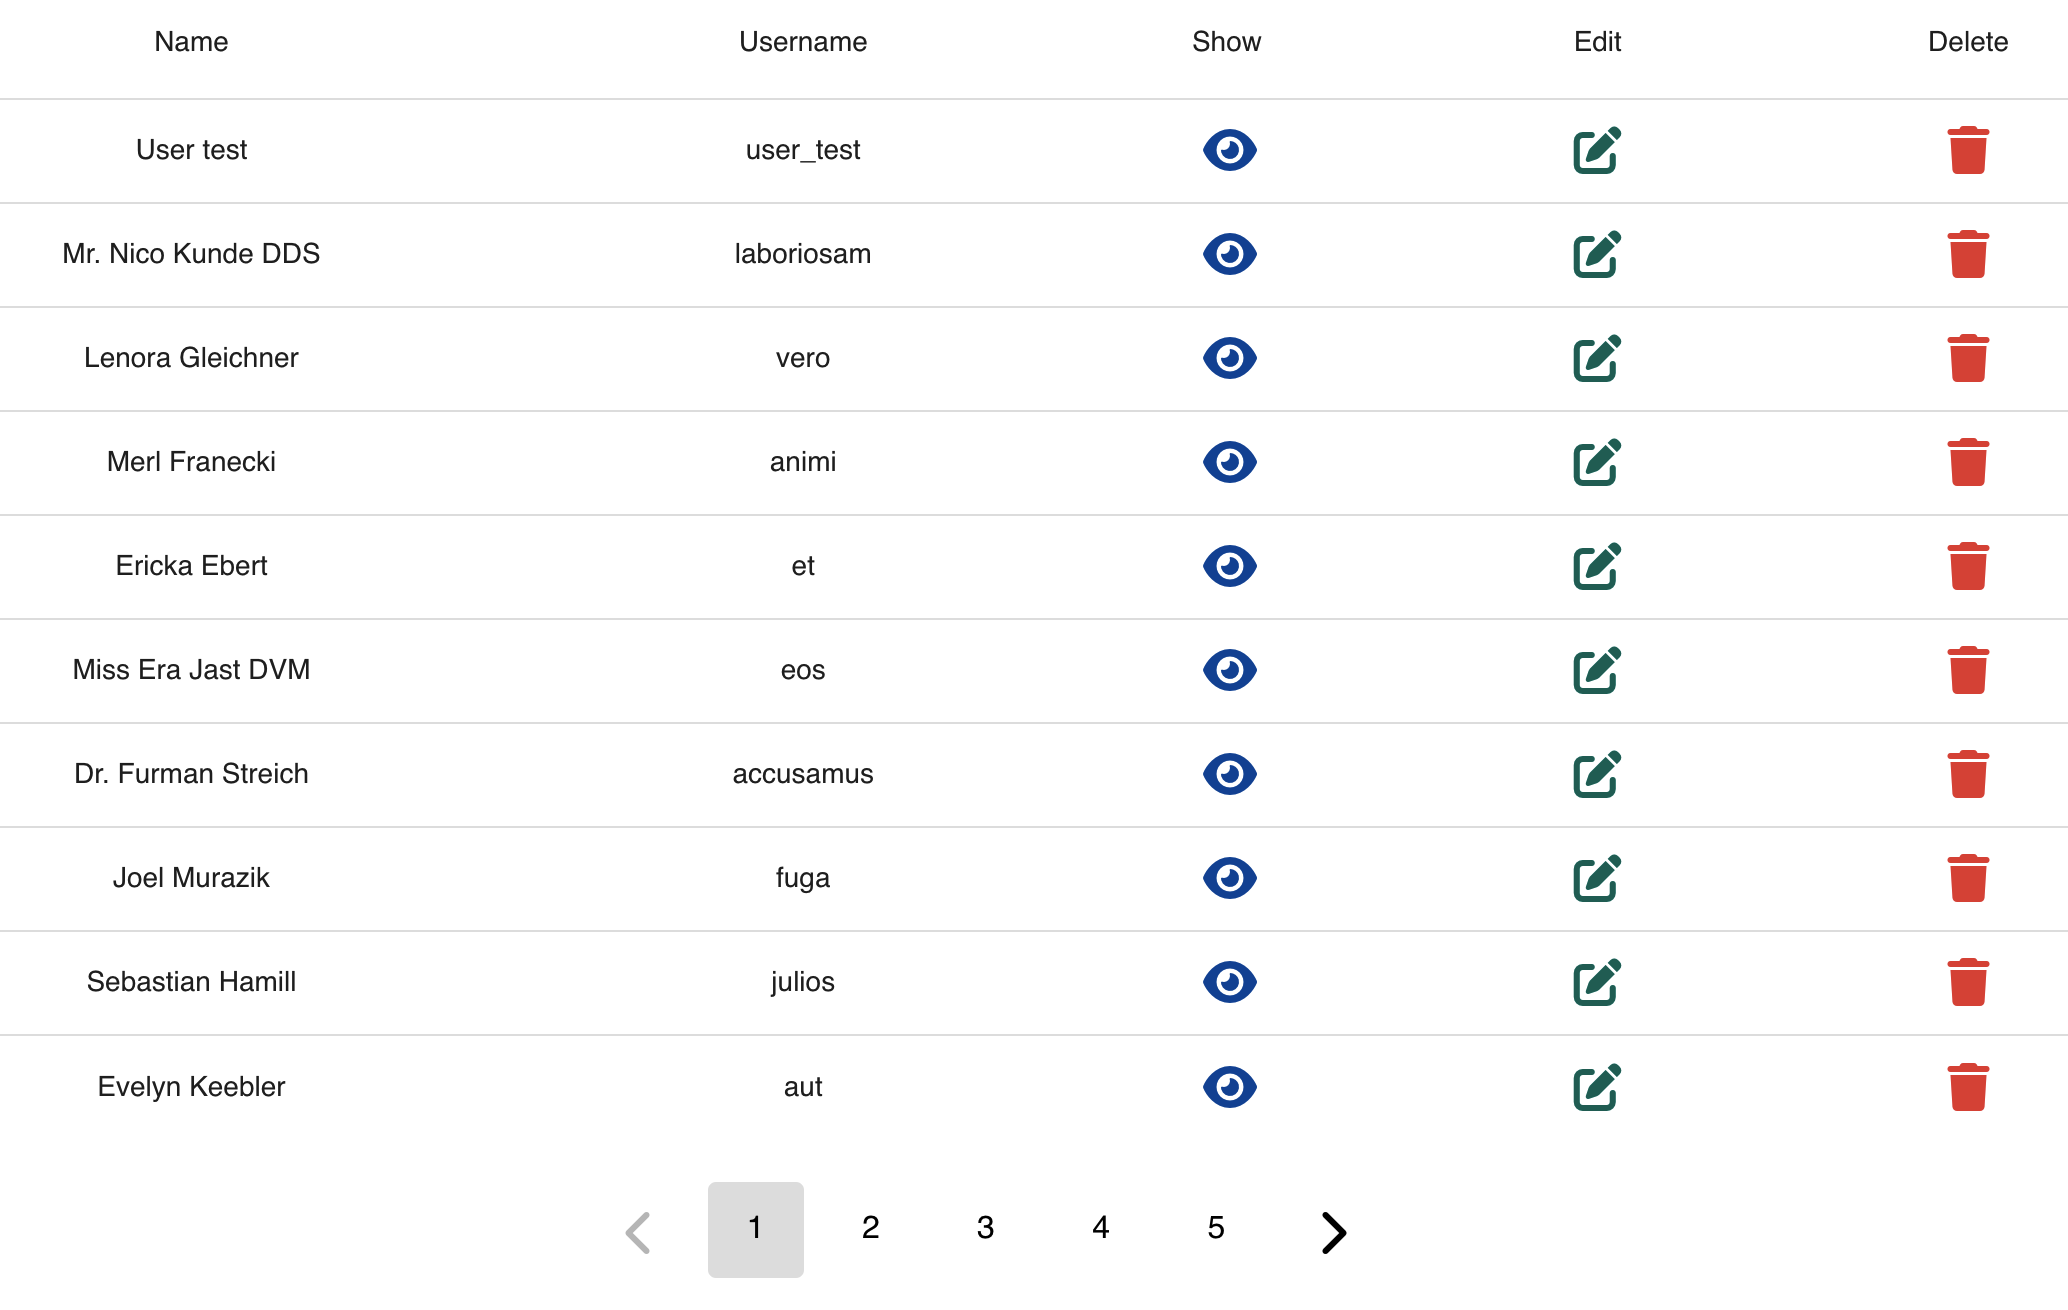 Name Username Show Edit Delete
User test user_test
Mr. Nico Kunde DDS laboriosam
Lenora Gleichner vero
Merl Franecki animi
Ericka Ebert et
Miss Era Jast DVM eos
Dr. Furman Streich accusamus
Joel Murazik fuga
Sebastian Hamill julios
Evelyn Keebler aut
1 2 3 4 5